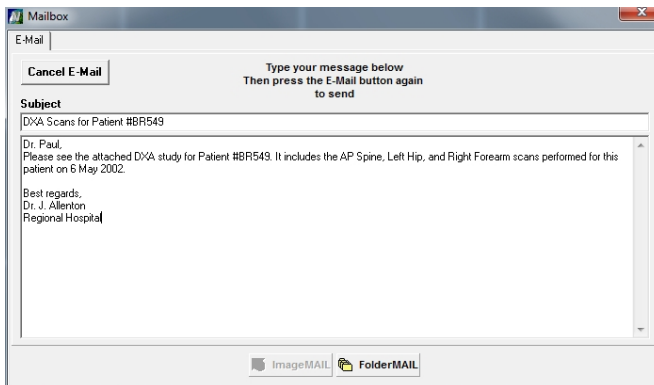 Mailbox
E-Mail
Cancel E-Mail
Type your message below
Then press the E-Mail button again
to send
Subject
DXA Scans for Patient #BR549
Dr. Paul,
Please see the attached DXA study for Patient #BR549. It includes the AP Spine, Left Hip, and Right Forearm scans performed for this
patient on 6 May 2002.
Best regards,
Dr. J. Allenton
Regional Hospital
ImageMAIL FolderMAIL